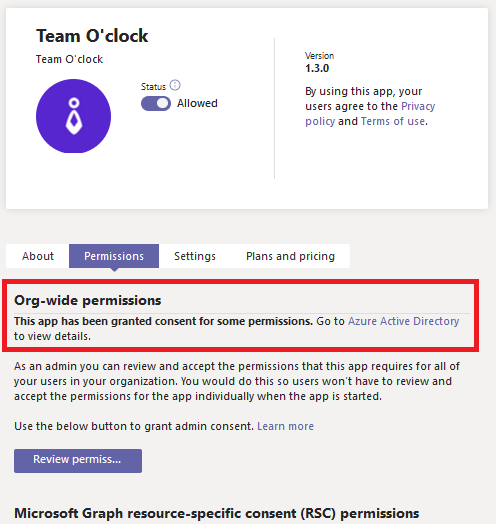 Team O'clock
Team O'clock
Status
Allowed
Version
1.3.0
By using this app, your
users agree to the Privacy
policy and Terms of use.
About
Permissions
Settings
Plans and pricing
Org-wide permissions
This app has been granted consent for some permissions. Go to Azure Active Directory
to view details.
As an admin you can review and accept the permissions that this app requires for all of
your users in your organization. You would do this so users won't have to review and
accept the permissions for the app individually when the app is started.
Use the below button to grant admin consent. Learn more
Review permiss...
Microsoft Graph resource-specific consent (RSC) permissions